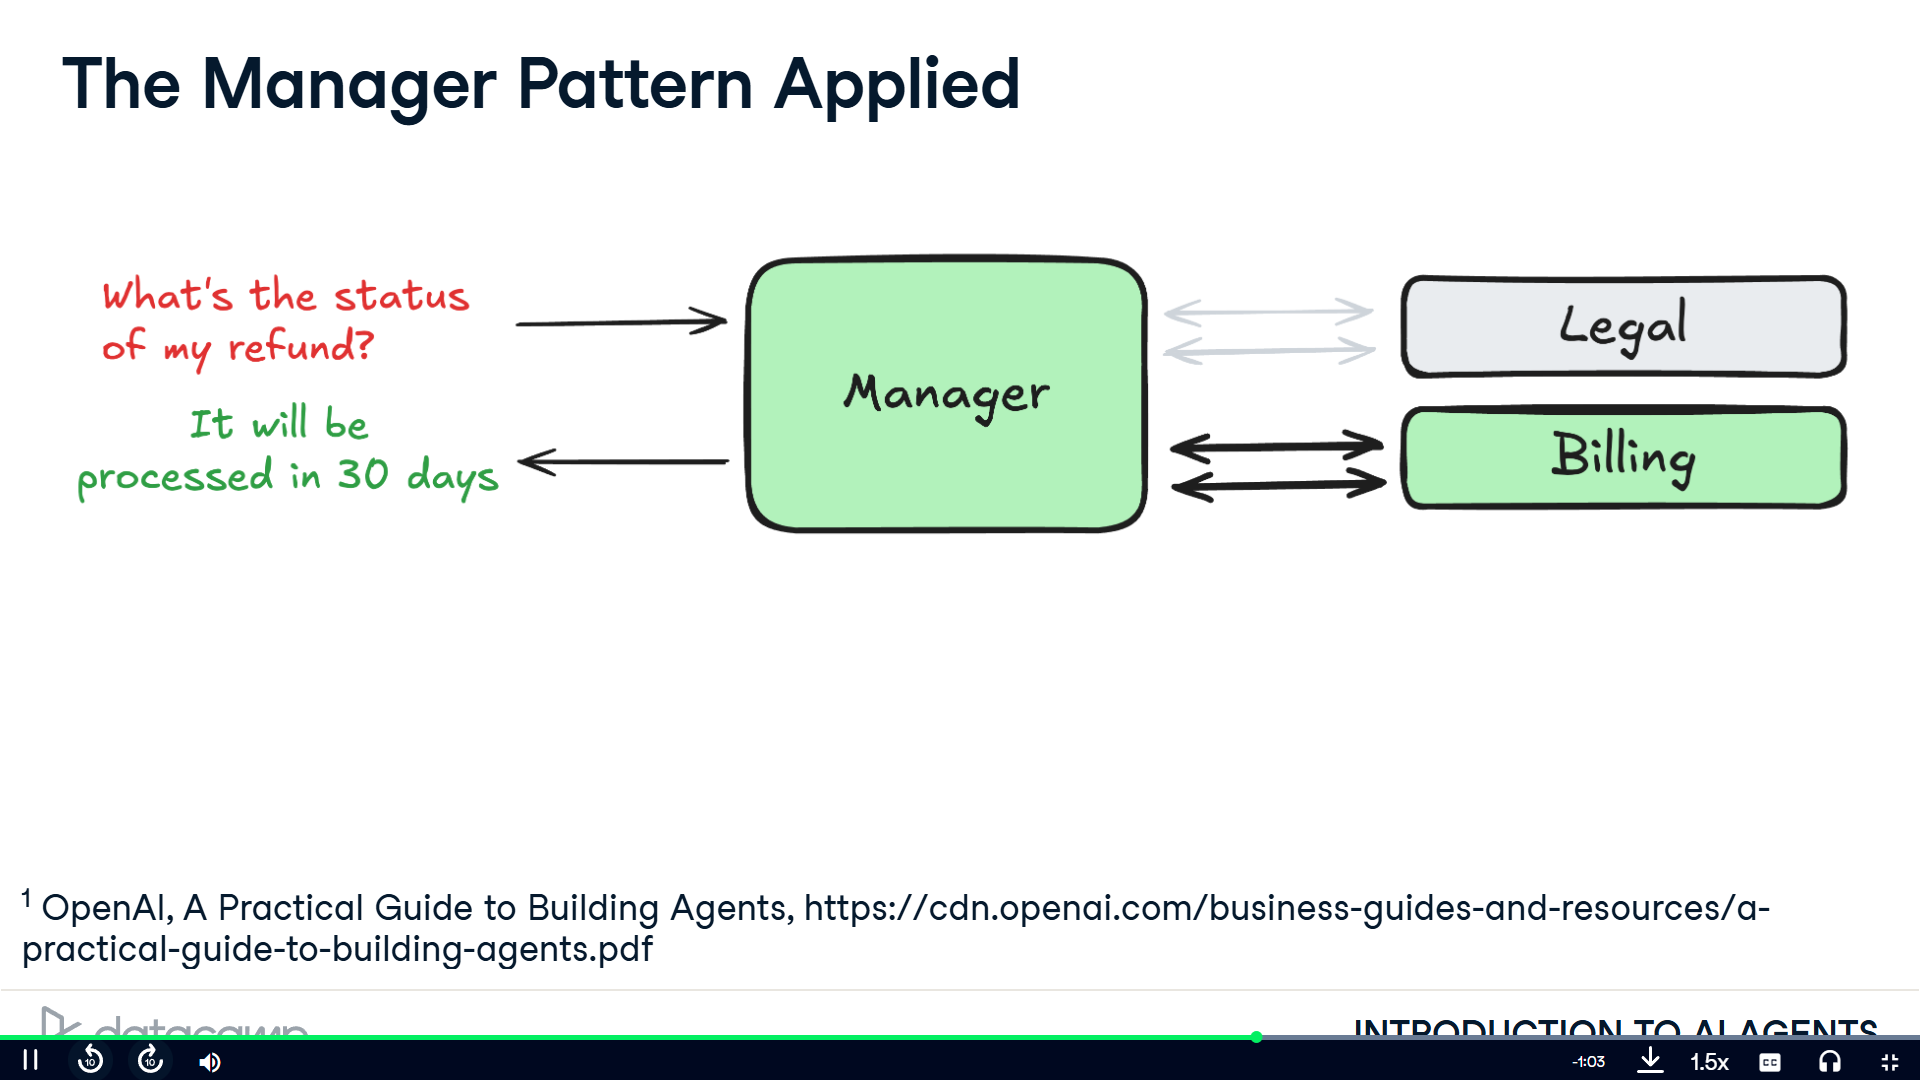 The Manager Pattern Applied
What's the status
of my refund?
It will be
processed in 30 days
Manager
Legal
Billing
1 OpenAI, A Practical Guide to Building Agents, https://cdn.openai.com/business-guides-and-resources/a-
practical-guide-to-building-agents.pdf
datacamp
INTRODUCTION TO AI AGENTS
10
10
-1:03
1.5x
CC